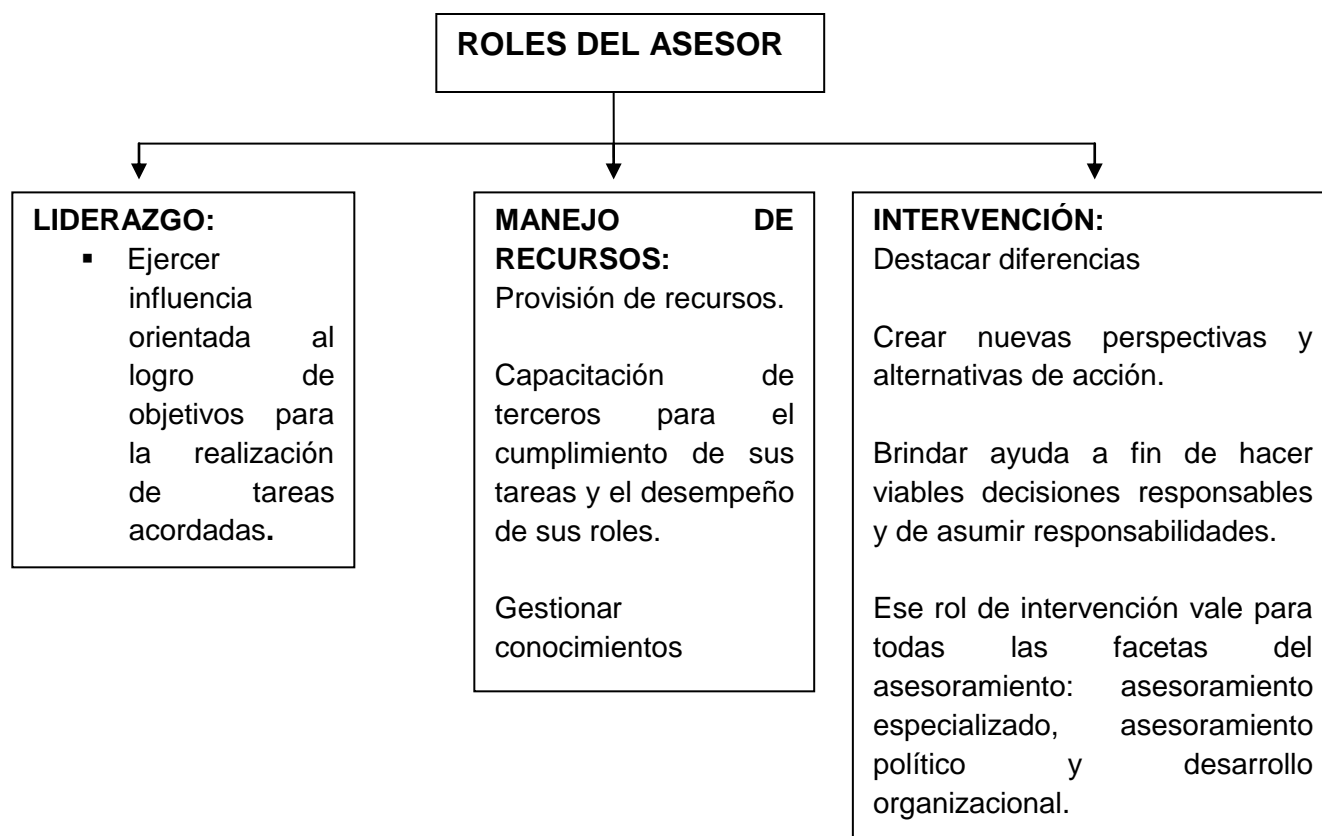 ROLES DEL ASESOR
LIDERAZGO:
▪ Ejercer
influencia
orientada al
logro de
objetivos para
la realización
de tareas
acordadas.
MANEJO DE
RECURSOS:
Provisión de recursos.
Capacitación de
terceros para el
cumplimiento de sus
tareas y el desempeño
de sus roles.
Gestionar
conocimientos
INTERVENCIÓN:
Destacar diferencias
Crear nuevas perspectivas y
alternativas de acción.
Brindar ayuda a fin de hacer
viables decisiones responsables
y de asumir responsabilidades.
Ese rol de intervención vale para
todas las facetas del
asesoramiento: asesoramiento
especializado, asesoramiento
político y desarrollo
organizacional.